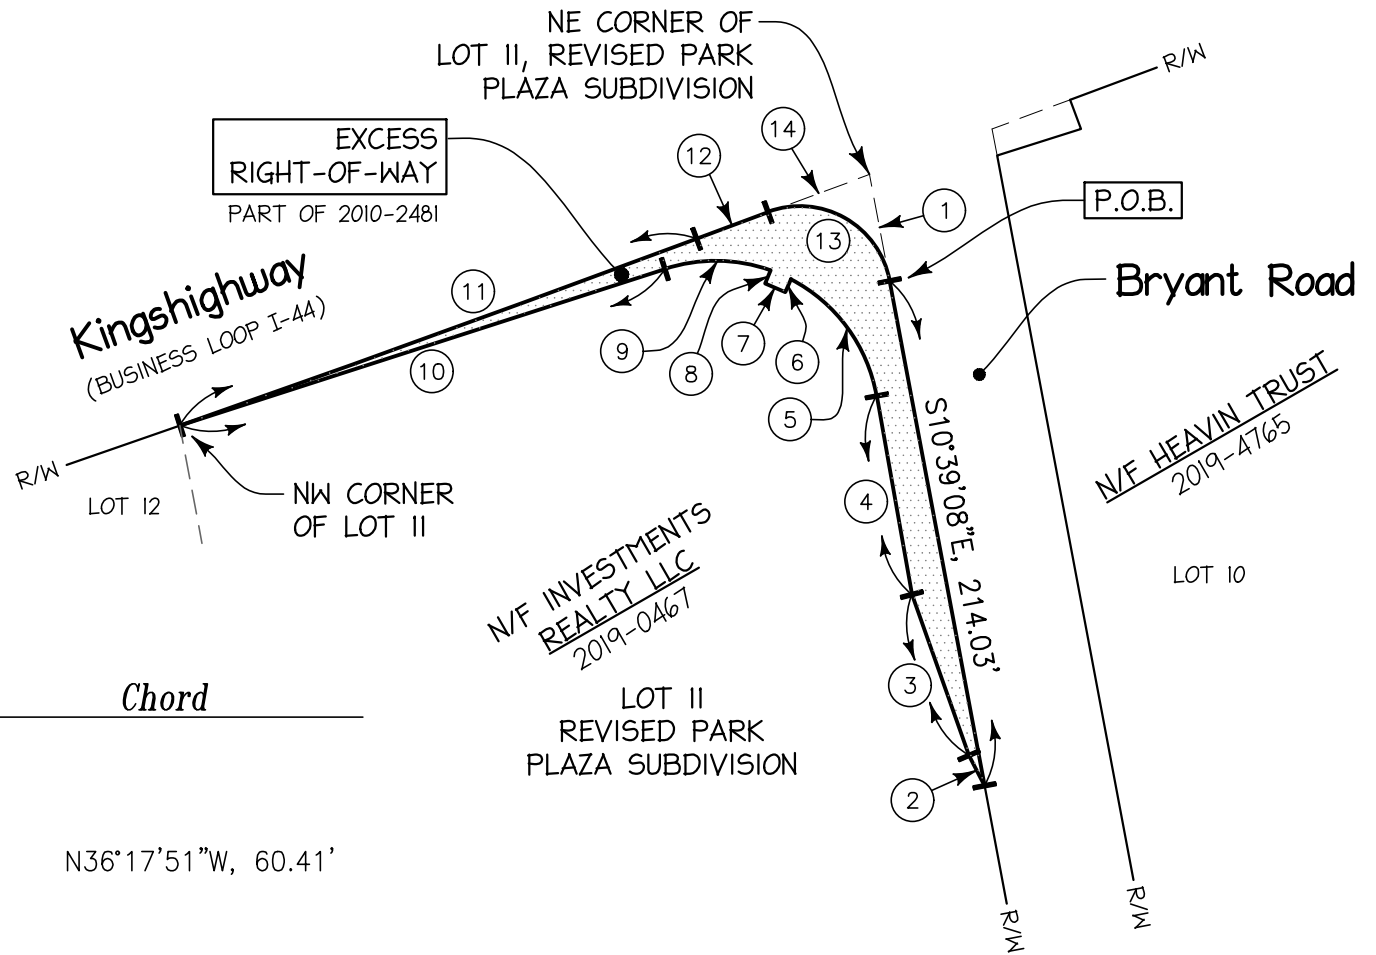 NE CORNER OF
LOT 11, REVISED PARK
PLAZA SUBDIVISION
R/W
14
EXCESS
RIGHT-OF-WAY
PART OF 2010-2481
12
1
P.O.B.
13
Kingshighway
(BUSINESS LOOP I-44)
11
Bryant Road
10
9
8
7
6
5
N/F HEAVIN TRUST
2019-4765
S10°39'08"E, 214.03'
R/W
LOT 12
NW CORNER
OF LOT 11
4
N/F INVESTMENTS
REALTY LLC
2019-0467
LOT 10
3
Chord
LOT 11
REVISED PARK
PLAZA SUBDIVISION
2
N36°17'51"W, 60.41'
R/W
R/W